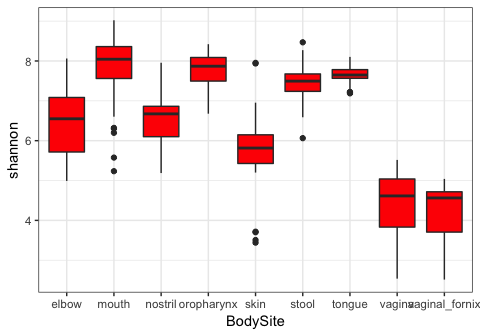 shannon
8
6
4
elbow mouth nostril oropharynx skin stool tongue vagina vaginal_fornix
BodySite